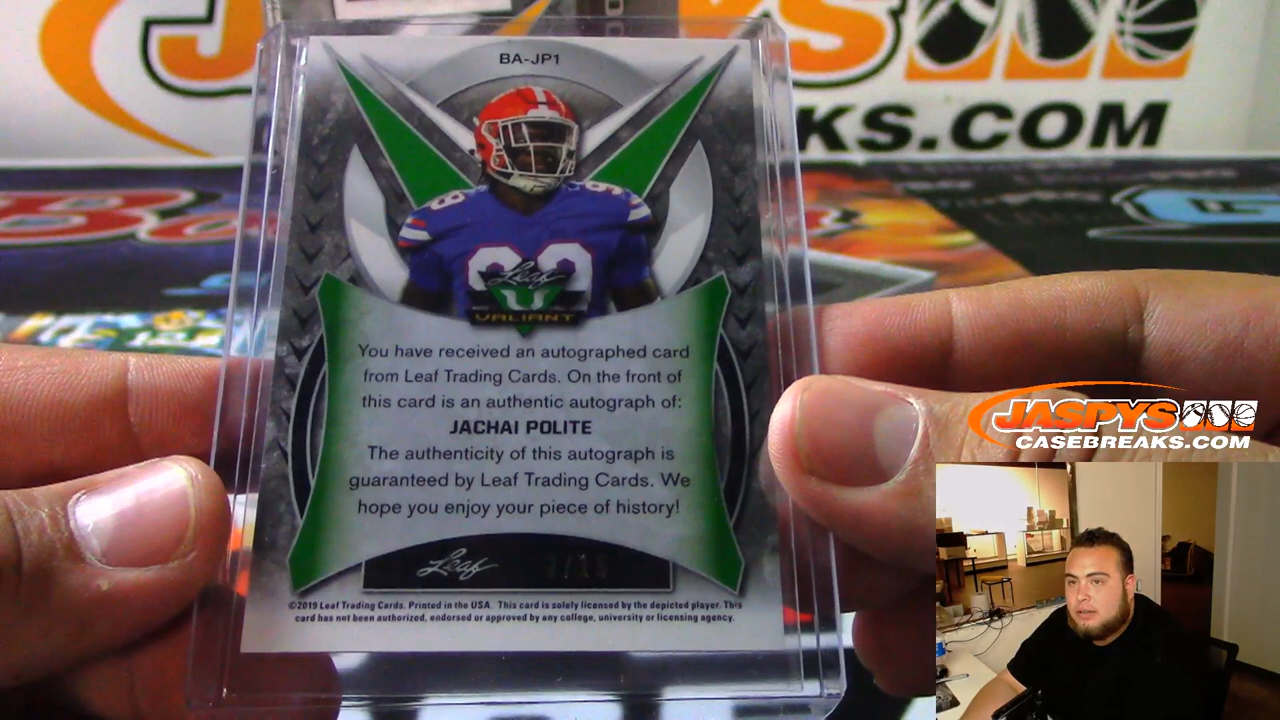 BA-JP1
KS.COM
99
Leaf
VALIANT
You have received an autographed card
from Leaf Trading Cards. On the front of
this card is an authentic autograph of:
JACHAI POLITE
The authenticity of this autograph is
guaranteed by Leaf Trading Cards. We
hope you enjoy your piece of history!
Leaf
©2019 Leaf Trading Cards. Printed in the USA. This card is solely licensed by the depicted player. This
card has not been authorized, endorsed or approved by any college, university or licensing agency.
JASPYS
CASEBREAKS.COM